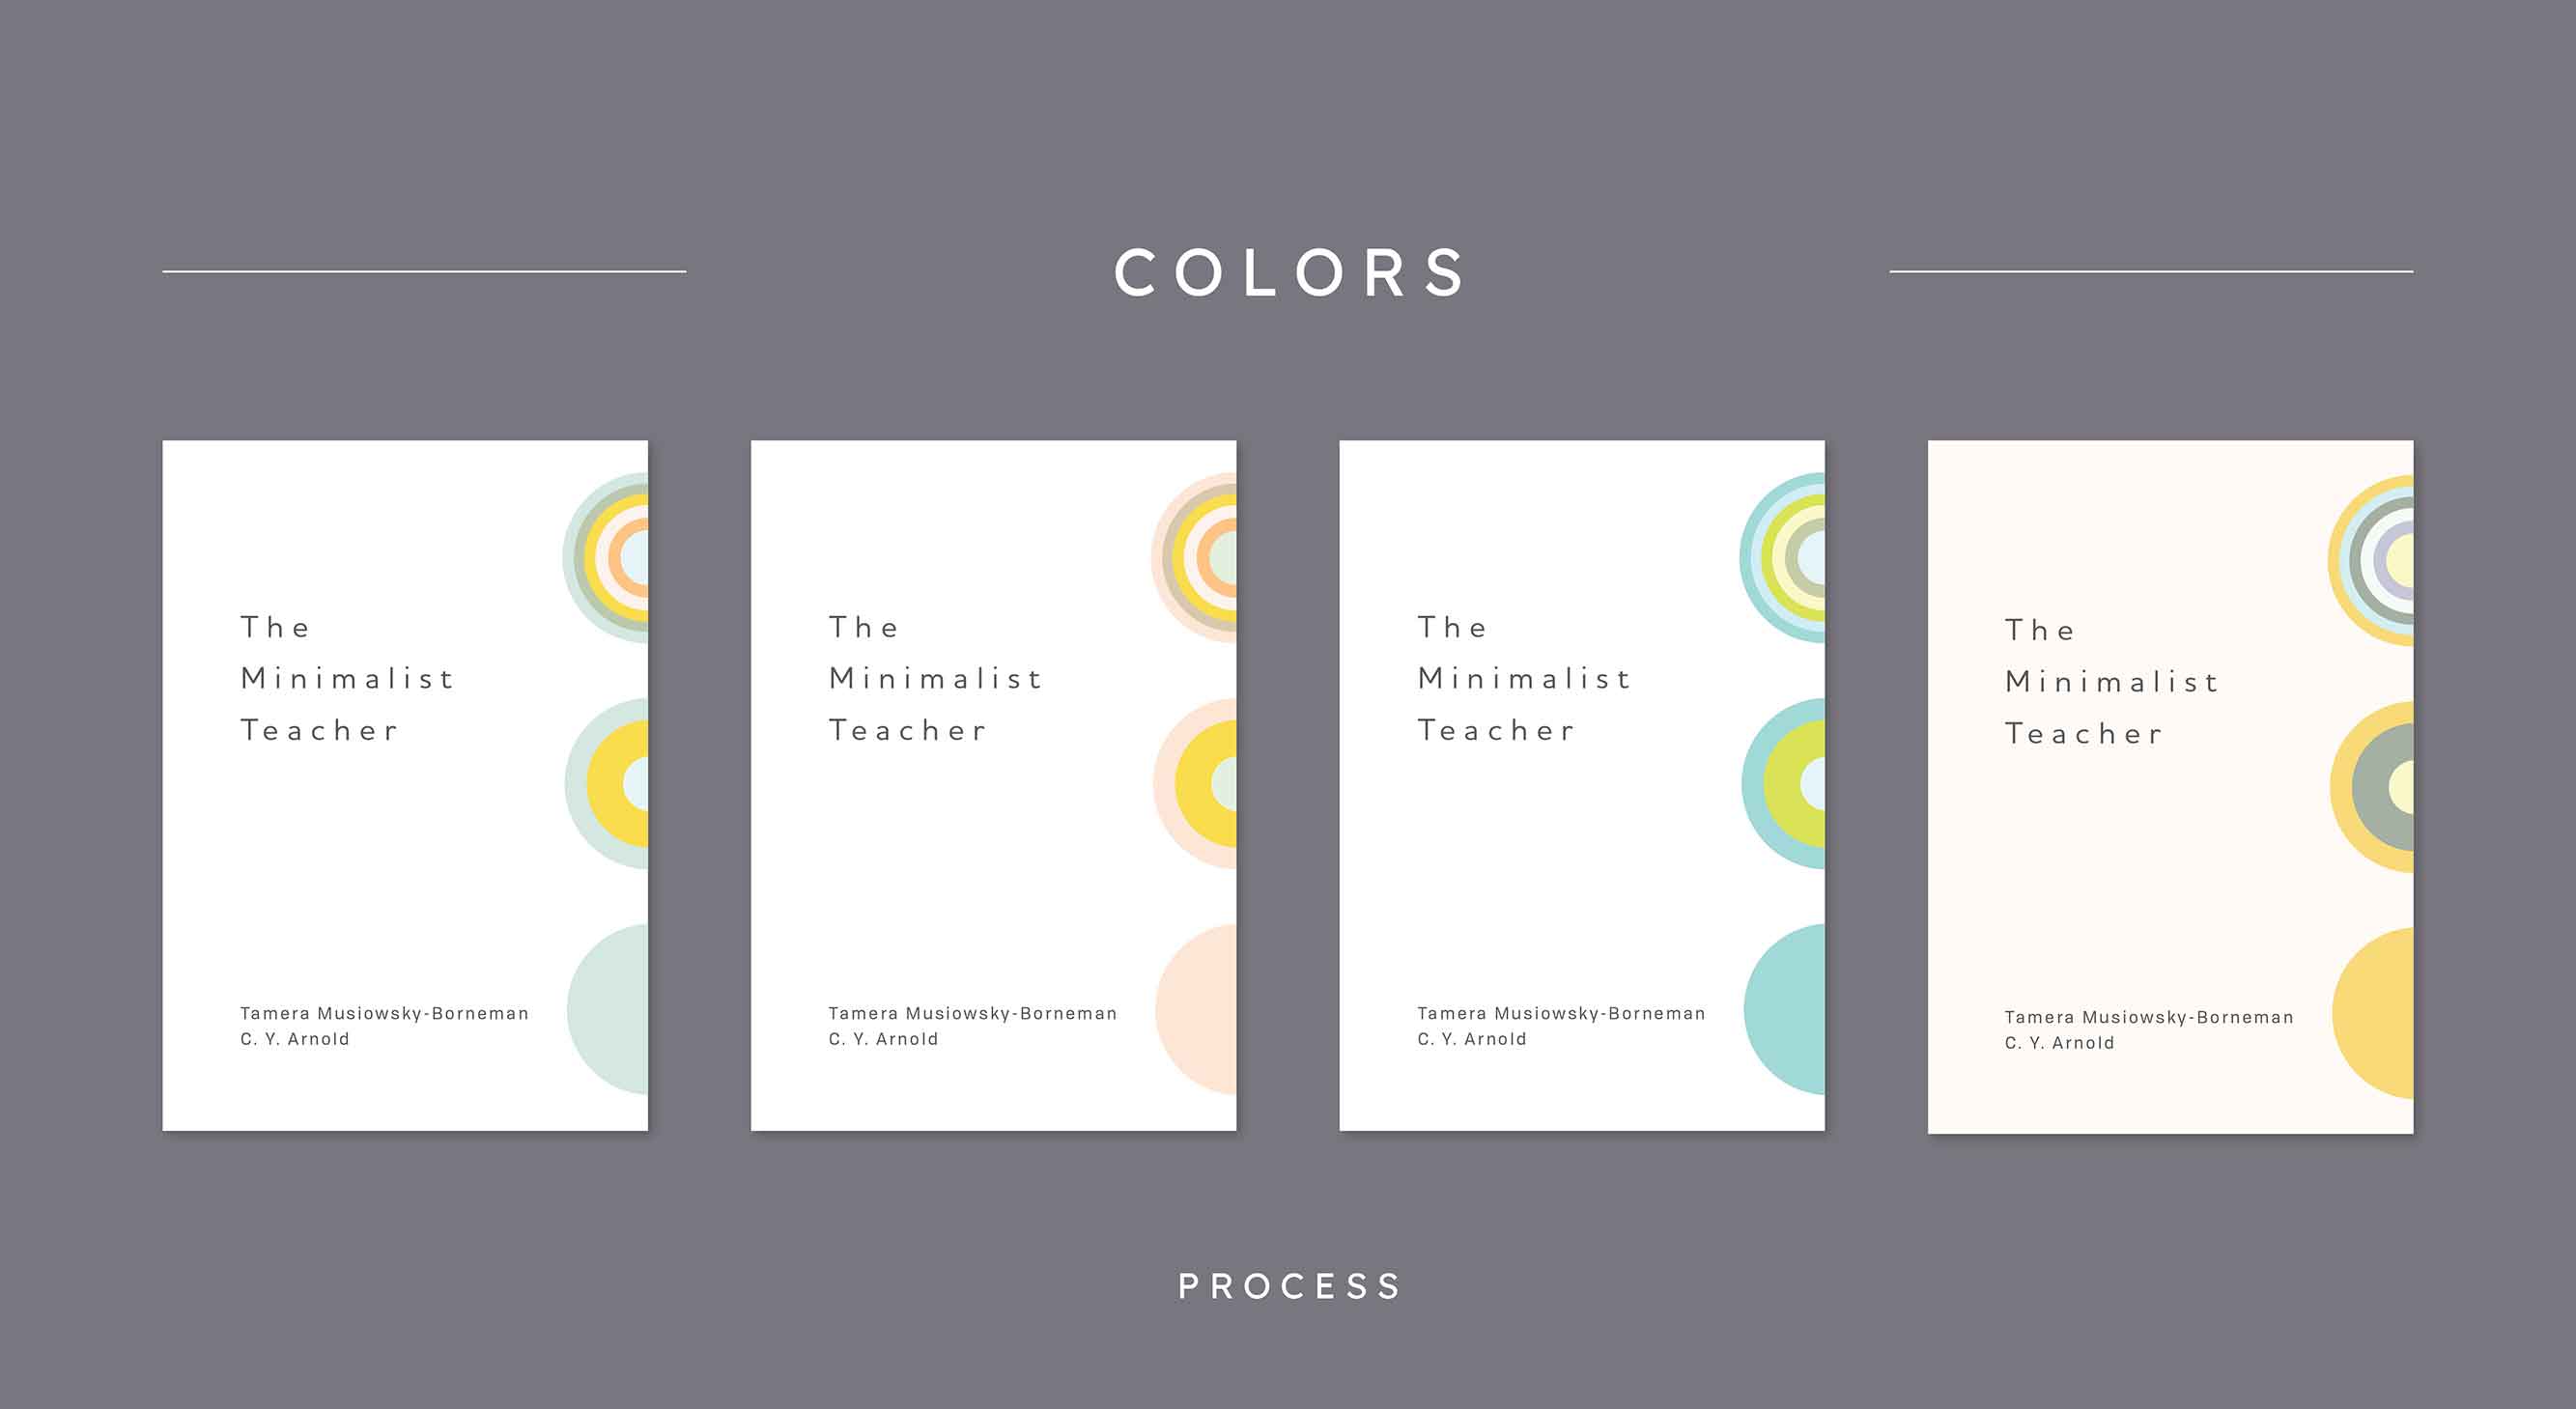 COLORS
The
Minimalist
Teacher
Tamera Musiowsky-Borneman
C. Y. Arnold
The
Minimalist
Teacher
Tamera Musiowsky-Borneman
C. Y. Arnold
The
Minimalist
Teacher
Tamera Musiowsky-Borneman
C. Y. Arnold
The
Minimalist
Teacher
Tamera Musiowsky-Borneman
C. Y. Arnold
PROCESS